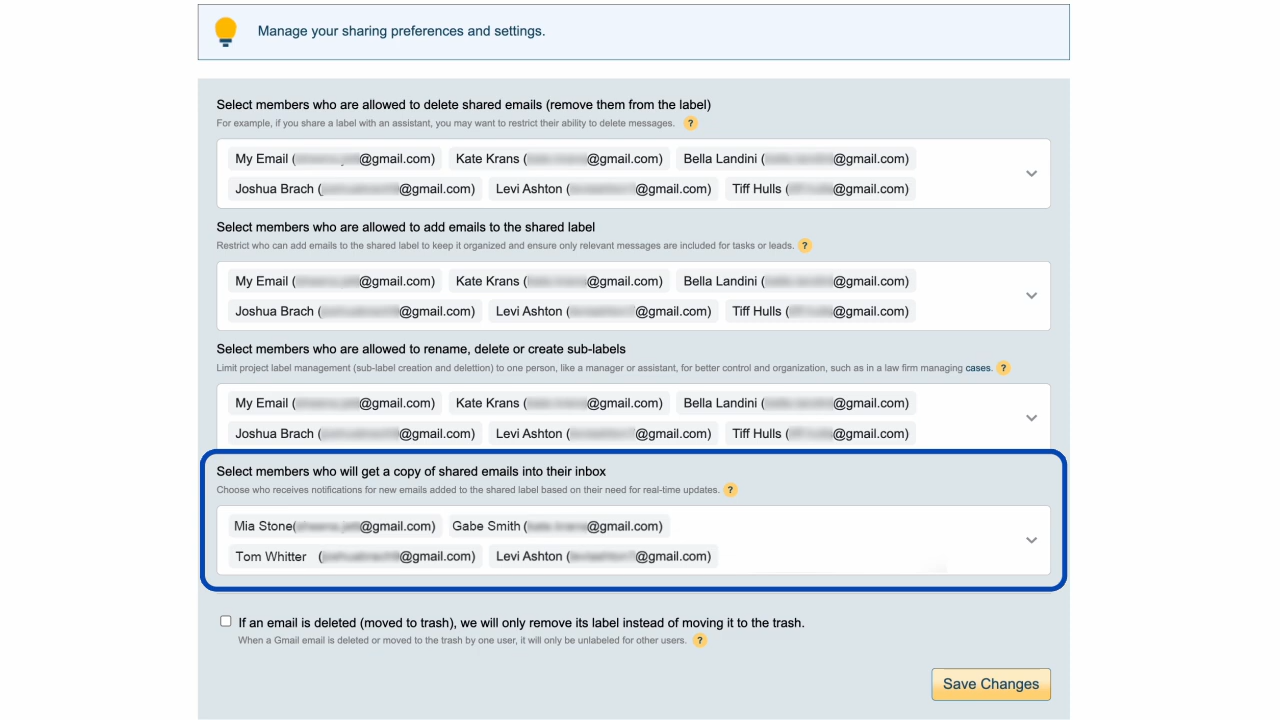 Manage your sharing preferences and settings.
Select members who are allowed to delete shared emails (remove them from the label)
For example, if you share a label with an assistant, you may want to restrict their ability to delete messages. ?
My Email ( @gmail.com) Kate Krans ( @gmail.com) Bella Landini ( @gmail.com)
Joshua Brach ( @gmail.com) Levi Ashton ( @gmail.com) Tiff Hulls ( @gmail.com)
Select members who are allowed to add emails to the shared label
Restrict who can add emails to the shared label to keep it organized and ensure only relevant messages are included for tasks or leads. ?
My Email ( @gmail.com) Kate Krans ( @gmail.com) Bella Landini ( @gmail.com)
Joshua Brach ( @gmail.com) Levi Ashton ( @gmail.com) Tiff Hulls ( @gmail.com)
Select members who are allowed to rename, delete or create sub-labels
Limit project label management (sub-label creation and delettion) to one person, like a manager or assistant, for better control and organization, such as in a law firm managing cases. ?
My Email ( @gmail.com) Kate Krans ( @gmail.com) Bella Landini ( @gmail.com)
Joshua Brach ( @gmail.com) Levi Ashton ( @gmail.com) Tiff Hulls ( @gmail.com)
Select members who will get a copy of shared emails into their inbox
Choose who receives notifications for new emails added to the shared label based on their need for real-time updates. ?
Mia Stone( @gmail.com) Gabe Smith ( @gmail.com)
Tom Whitter ( @gmail.com) Levi Ashton ( @gmail.com)
If an email is deleted (moved to trash), we will only remove its label instead of moving it to the trash.
When a Gmail email is deleted or moved to the trash by one user, it will only be unlabeled for other users. ?
Save Changes